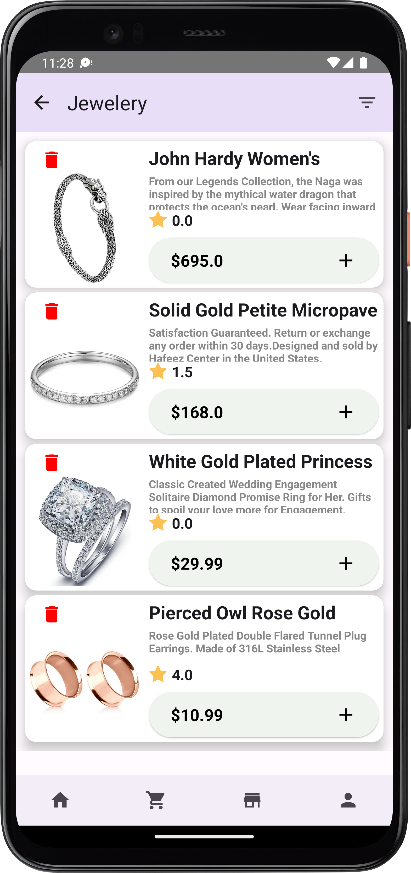 11:28
Jewelery
John Hardy Women's
From our Legends Collection, the Naga was
inspired by the mythical water dragon that
protects the ocean's pearl. Wear facing inward
0.0
$695.0 +
Solid Gold Petite Micropave
Satisfaction Guaranteed. Return or exchange
any order within 30 days.Designed and sold by
Hafeez Center in the United States.
1.5
$168.0 +
White Gold Plated Princess
Classic Created Wedding Engagement
Solitaire Diamond Promise Ring for Her. Gifts
to spoil your love more for Engagement,
0.0
$29.99 +
Pierced Owl Rose Gold
Rose Gold Plated Double Flared Tunnel Plug
Earrings. Made of 316L Stainless Steel
4.0
$10.99 +